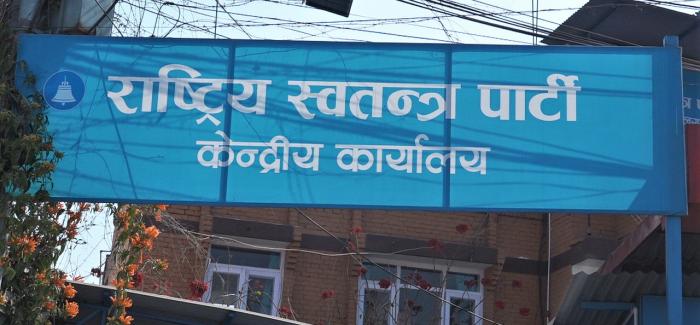 राष्ट्रिय स्वतन्त्र पार्टी
केन्द्रीय कार्यालय